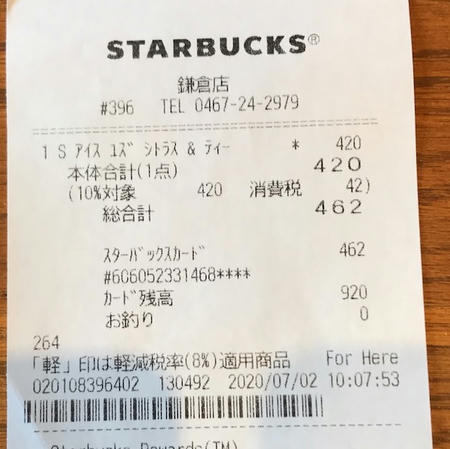 STARBUCKS®
鎌倉店
#396 TEL 0467-24-2979
1 S ｱｲｽ ﾕｽﾞ ｼﾄﾗｽ & ﾃｨｰ * 420
本体合計(1点) 420
(10%対象 420 消費税 42)
総合計 462
ｽﾀｰﾊﾞｯｸｽｶｰﾄﾞ 462
#606052331468****
ｶｰﾄﾞ残高 920
お釣り 0
264
「軽」印は軽減税率(8%)適用商品 For Here
020108396402 130492 2020/07/02 10:07:53
Starbucks Rewards(TM)